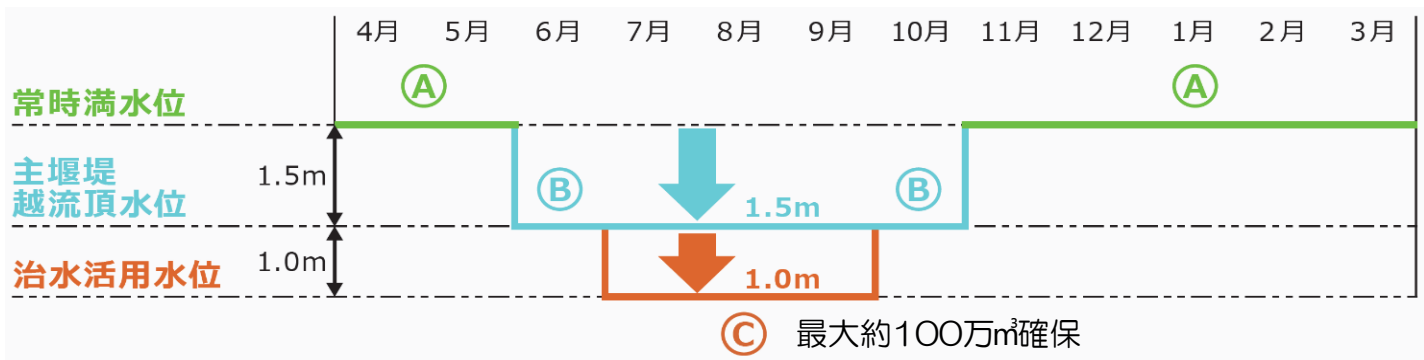 4月 5月 6月 7月 8月 9月 10月 11月 12月 1月 2月 3月
A A
常時満水位
主堰堤
越流頂水位
1.5m
B B
1.5m
治水活用水位
1.0m
1.0m
C 最大約100万㎥確保